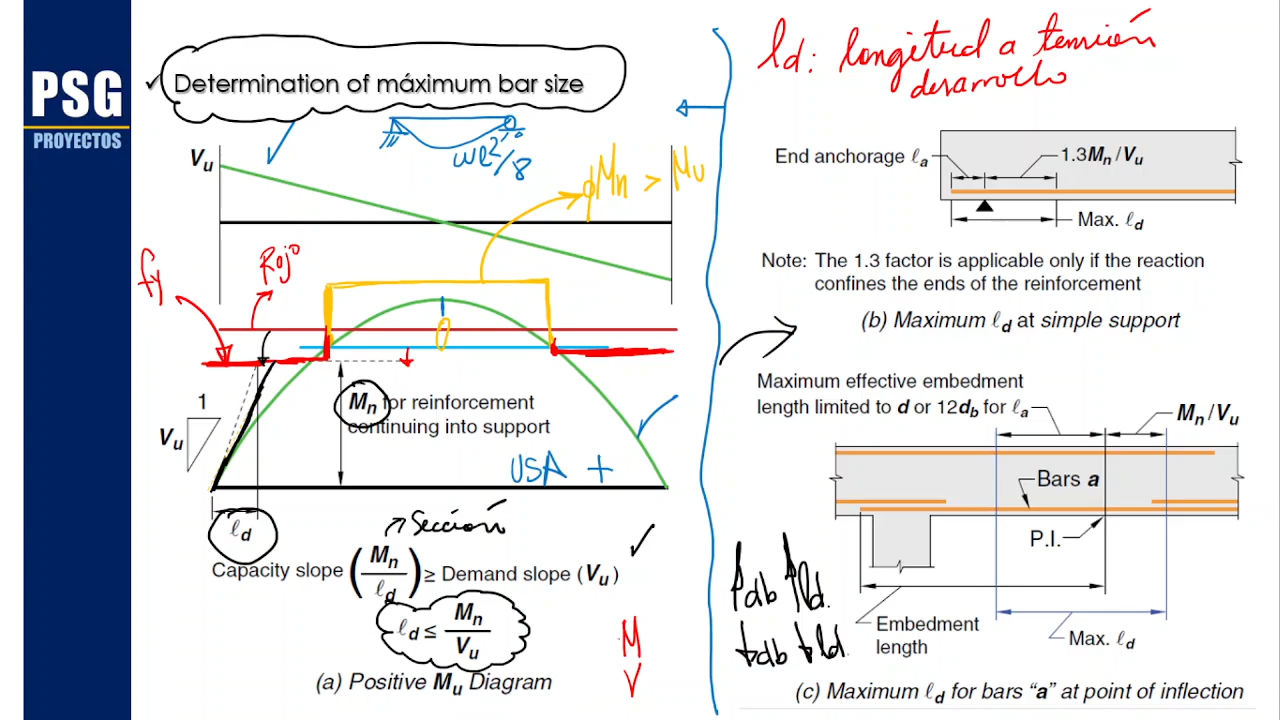 PSG
PROYECTOS
✓ Determination of máximum bar size
Vu
wl²/8
ϕMn > Mu
fy
Rojo
0
Mn for reinforcement
continuing into support
1
Vu
USA +
ℓd
Sección
Capacity slope (Mn/ℓd) ≥ Demand slope (Vu)
ℓd ≤ Mn/Vu
M
V
(a) Positive Mu Diagram
ld: longitud a tensión
desarrollo
End anchorage ℓa
1.3Mn/Vu
Max. ℓd
Note: The 1.3 factor is applicable only if the reaction
confines the ends of the reinforcement
(b) Maximum ℓd at simple support
Maximum effective embedment
length limited to d or 12db for ℓa
Mn/Vu
Bars a
P.I.
↑db ↑ld.
↓db ↓ld.
Embedment
length
Max. ℓd
(c) Maximum ℓd for bars “a” at point of inflection